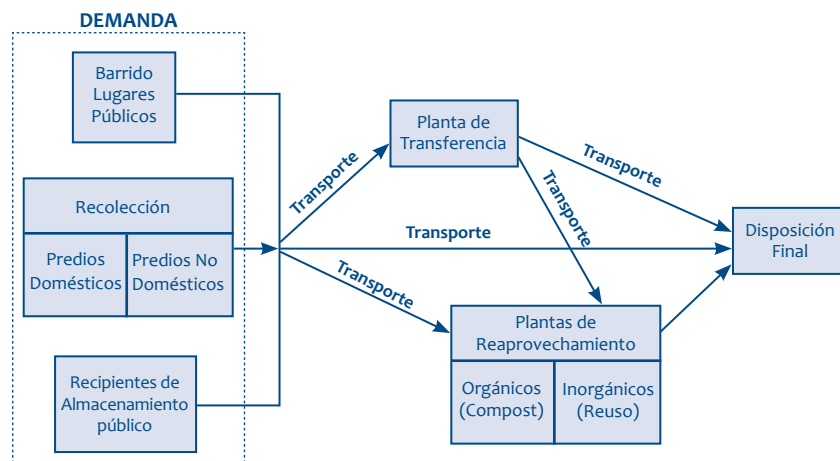 DEMANDA
Barrido
Lugares
Públicos
Recolección
Predios
Domésticos
Predios No
Domésticos
Recipientes de
Almacenamiento
público
Transporte
Transporte
Transporte
Planta de
Transferencia
Transporte
Transporte
Plantas de
Reaprovechamiento
Orgánicos
(Compost)
Inorgánicos
(Reuso)
Disposición
Final